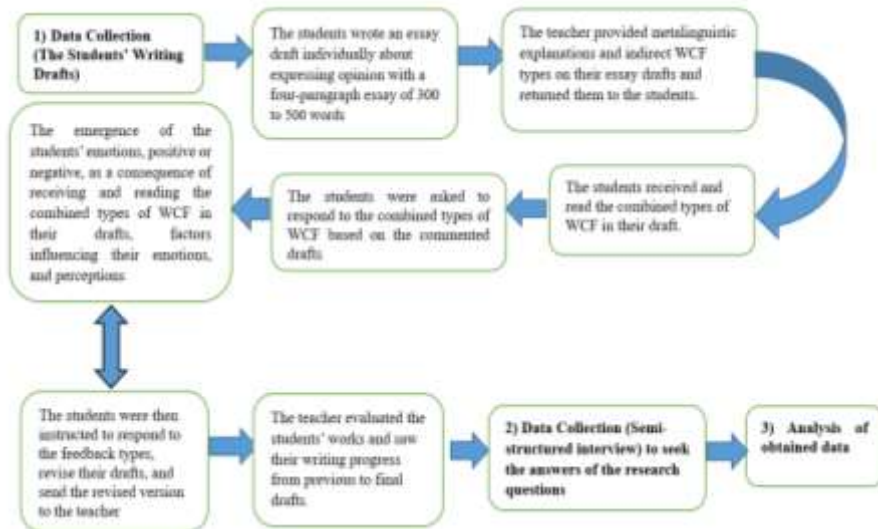 1) Data Collection
(The Students' Writing
Drafts)
The students wrote an essay
draft individually about
expressing opinion with a
four-paragraph essay of 300
to 500 words
The teacher provided metalinguistic
explanations and indirect WCF
types on their essay drafts and
returned them to the students.
The students received and
read the combined types of
WCF in their draft.
The students were asked to
respond to the combined types of
WCF based on the commented
drafts
The emergence of the
students' emotions, positive or
negative, as a consequence of
receiving and reading the
combined types of WCF in
their drafts, factors
influencing their emotions,
and perceptions
The students were then
instructed to respond to
the feedback types,
revise their drafts, and
send the revised version
to the teacher
The teacher evaluated the
students' works and saw
their writing progress
from previous to final
drafts.
2) Data Collection (Semi-
structured interview) to seek
the answers of the research
questions
3) Analysis of
obtained data